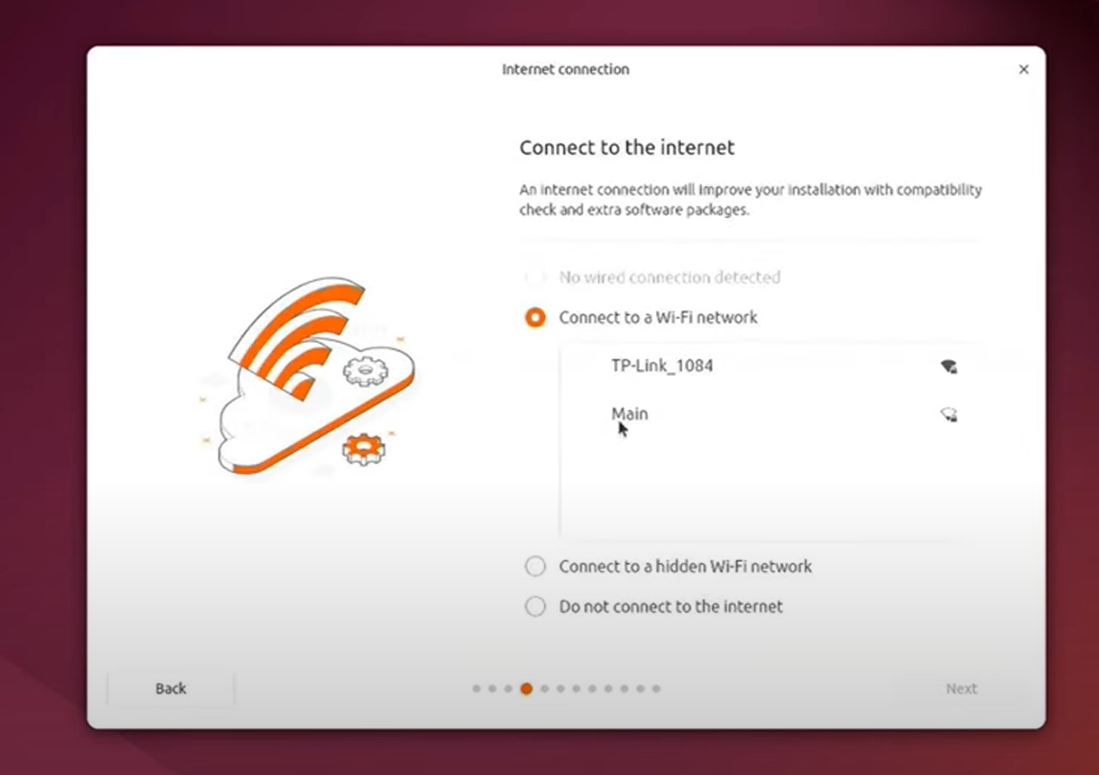 Internet connection
Connect to the internet
An internet connection will improve your installation with compatibility
check and extra software packages.
No wired connection detected
Connect to a Wi-Fi network
TP-Link_1084
Main
Connect to a hidden Wi-Fi network
Do not connect to the internet
Back
Next